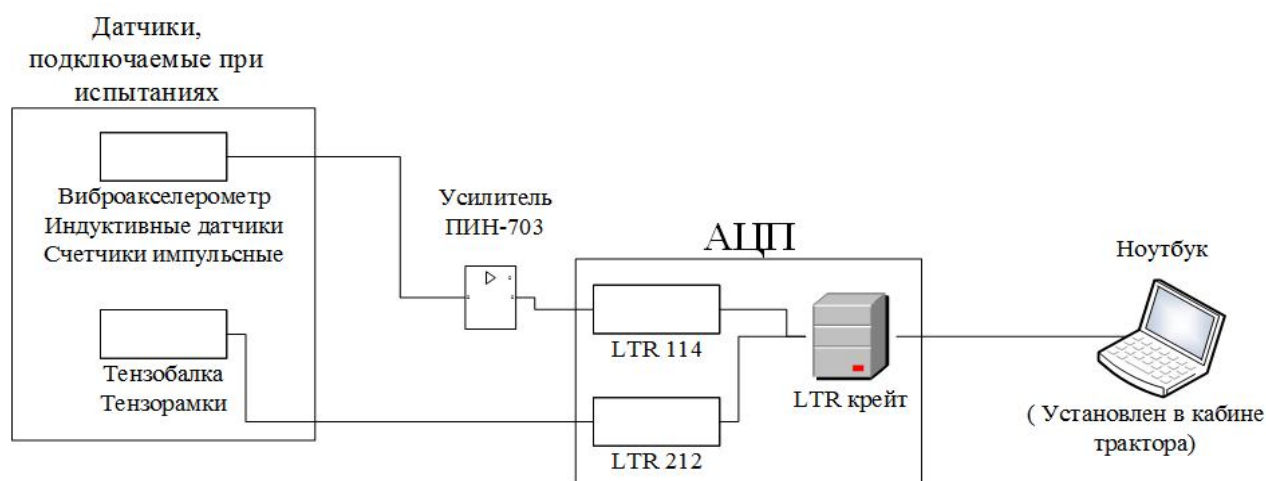 Датчики,
подключаемые при
испытаниях
Виброакселерометр
Индуктивные датчики
Счетчики импульсные
Тензобалка
Тензорамки
Усилитель
ПИН-703
АЦП
LTR 114
LTR 212
LTR крейт
Ноутбук
( Установлен в кабине
трактора)